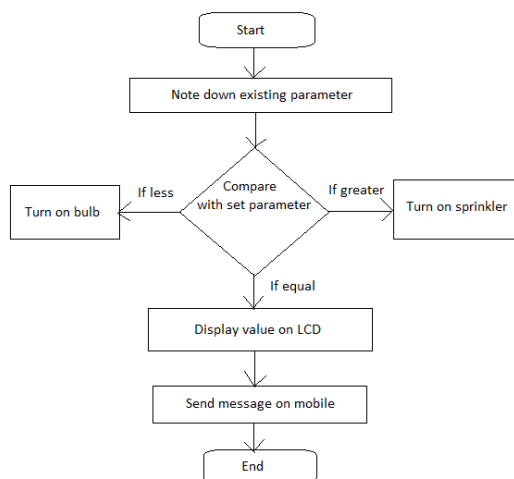 Start
Note down existing parameter
If less
Compare
with set parameter
If greater
Turn on bulb
Turn on sprinkler
If equal
Display value on LCD
Send message on mobile
End